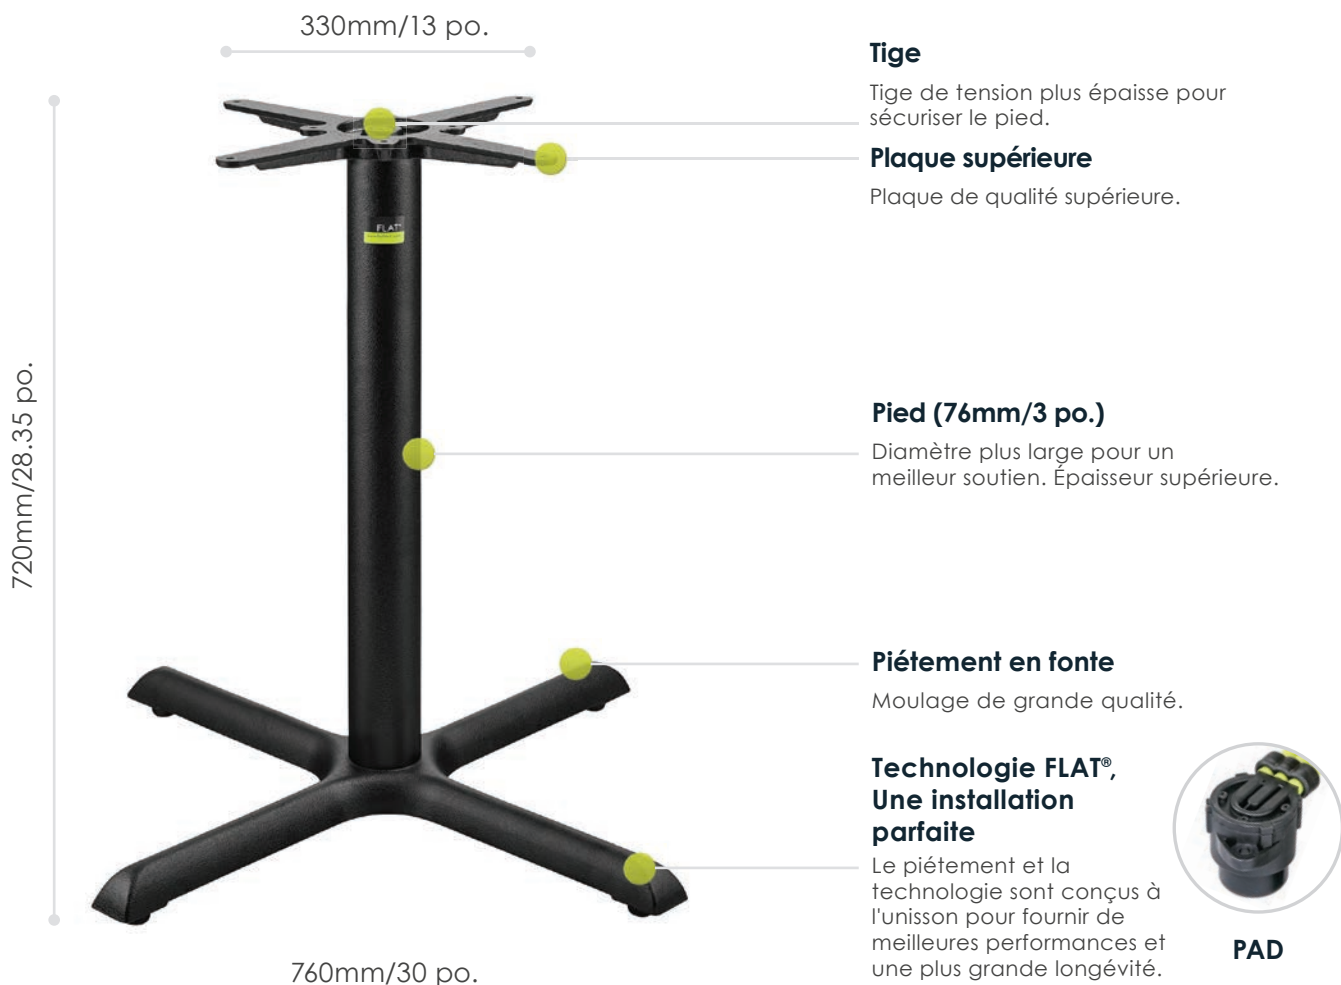 330mm/13 po.
Tige
Tige de tension plus épaisse pour
sécuriser le pied.
Plaque supérieure
Plaque de qualité supérieure.
FLAT®
720mm/28.35 po.
Pied (76mm/3 po.)
Diamètre plus large pour un
meilleur soutien. Épaisseur supérieure.
Piétement en fonte
Moulage de grande qualité.
Technologie FLAT®,
Une installation
parfaite
Le piétement et la
technologie sont conçus à
l'unisson pour fournir de
meilleures performances et
une plus grande longévité.
PAD
760mm/30 po.